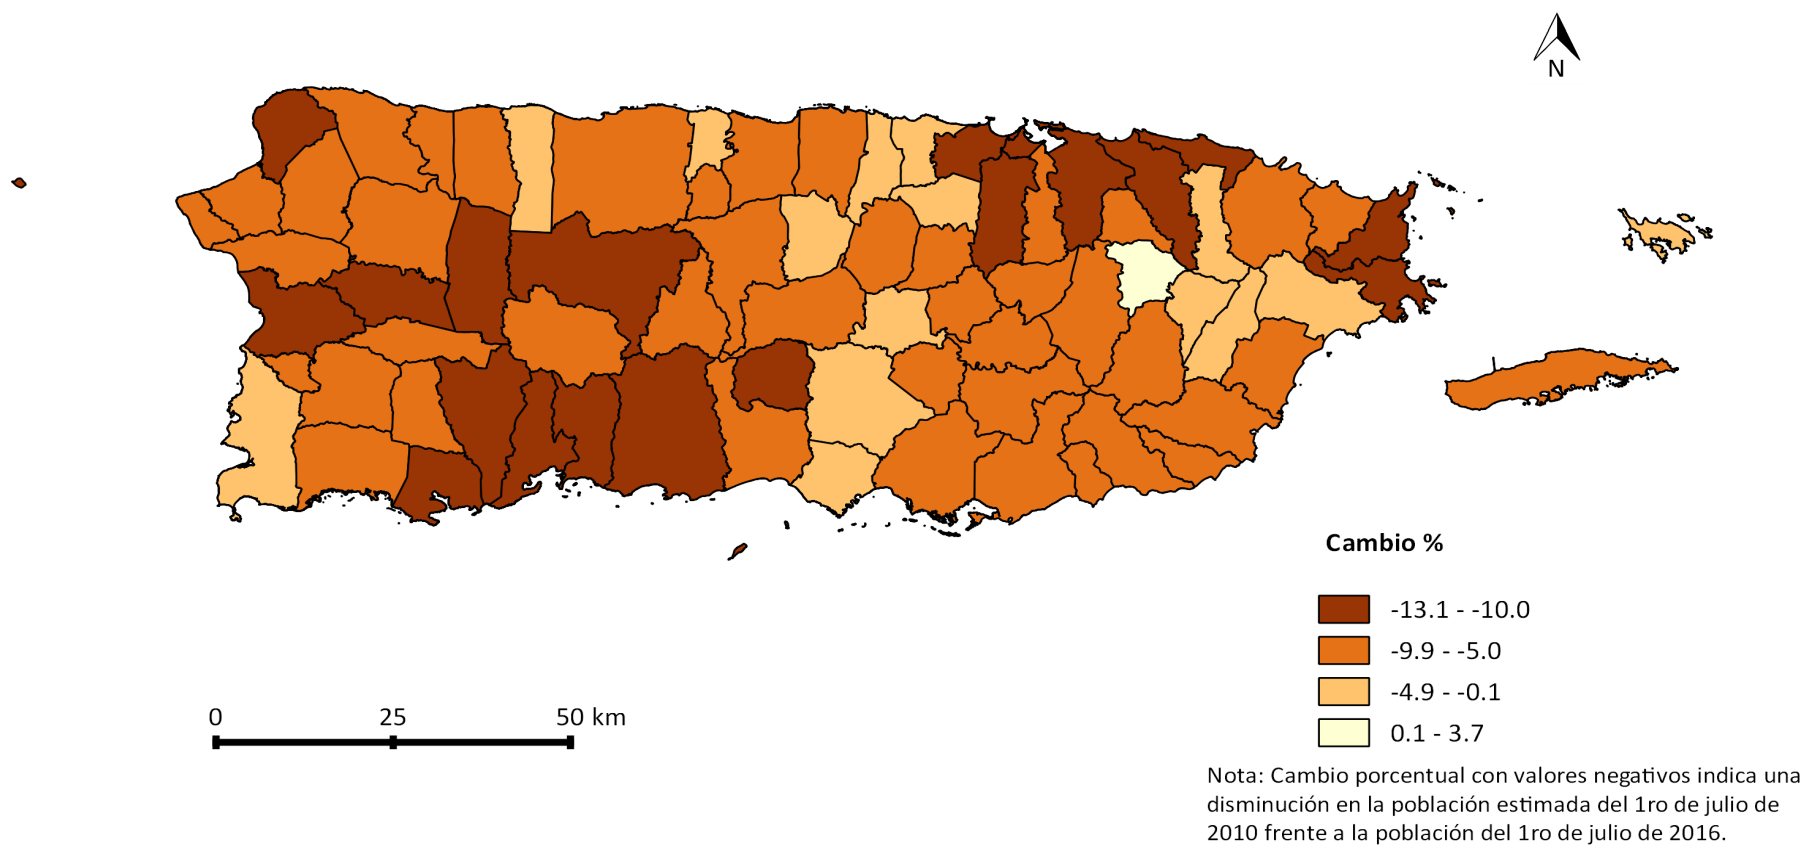 N
Cambio %
-13.1 - -10.0
-9.9 - -5.0
-4.9 - -0.1
0.1 - 3.7
0 25 50 km
Nota: Cambio porcentual con valores negativos indica una
disminución en la población estimada del 1ro de julio de
2010 frente a la población del 1ro de julio de 2016.